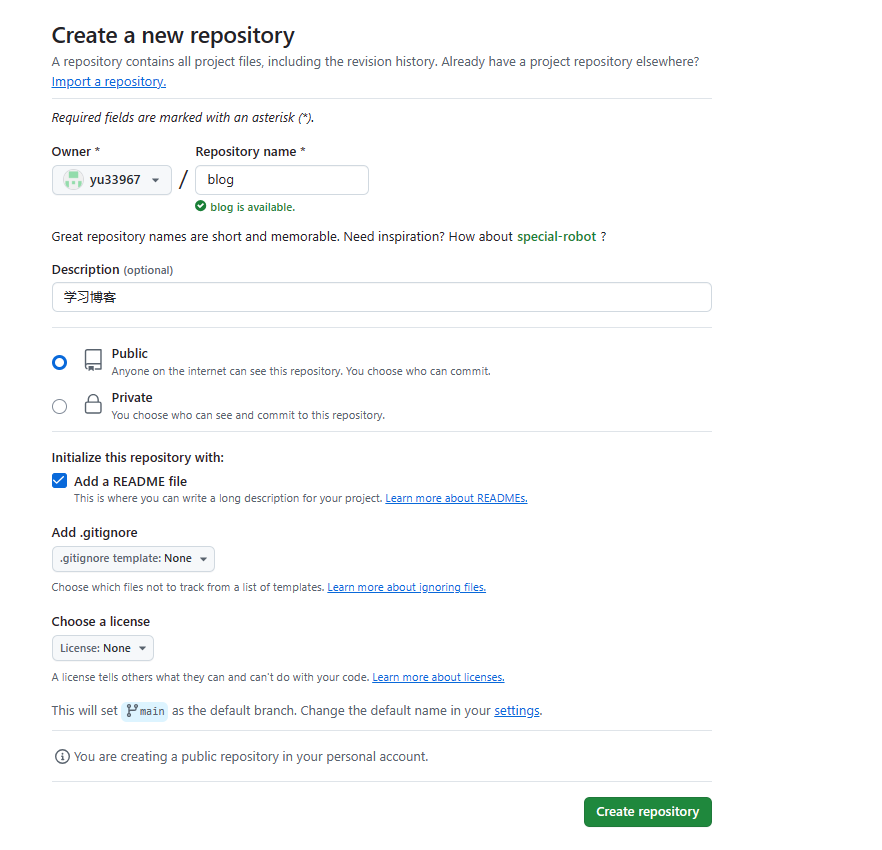 Create a new repository
A repository contains all project files, including the revision history. Already have a project repository elsewhere?
Import a repository.
Required fields are marked with an asterisk (*).
Owner * Repository name *
yu33967 / blog
blog is available.
Great repository names are short and memorable. Need inspiration? How about special-robot ?
Description (optional)
学习博客
Public
Anyone on the internet can see this repository. You choose who can commit.
Private
You choose who can see and commit to this repository.
Initialize this repository with:
Add a README file
This is where you can write a long description for your project. Learn more about READMEs.
Add .gitignore
.gitignore template: None
Choose which files not to track from a list of templates. Learn more about ignoring files.
Choose a license
License: None
A license tells others what they can and can't do with your code. Learn more about licenses.
This will set main as the default branch. Change the default name in your settings.
You are creating a public repository in your personal account.
Create repository